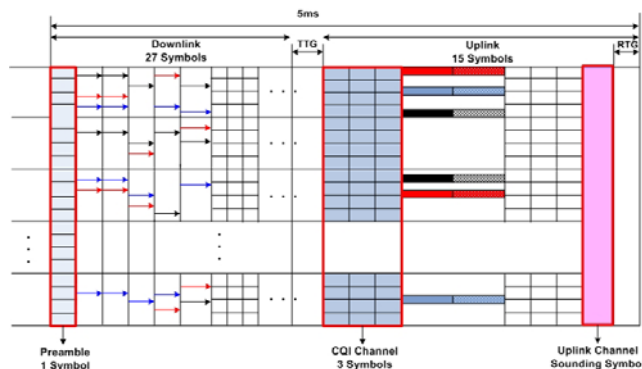 5ms
Downlink
27 Symbols
TTG
Uplink
15 Symbols
RTG
Preamble
1 Symbol
CQI Channel
3 Symbols
Uplink Channel
Sounding Symbo